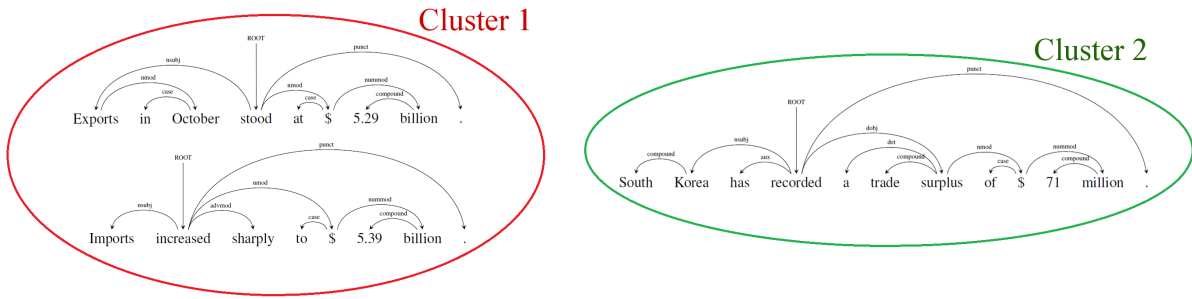 Cluster 1
ROOT
punct
nsubj
nmod
case
nmod
case
nummod
compound
Exports in October stood at $ 5.29 billion .
ROOT
punct
nmod
nsubj
advmod
case
nummod
compound
Imports increased sharply to $ 5.39 billion .
Cluster 2
punct
ROOT
dobj
nsubj
det
nmod
nummod
compound
aux
compound
case
compound
South Korea has recorded a trade surplus of $ 71 million .